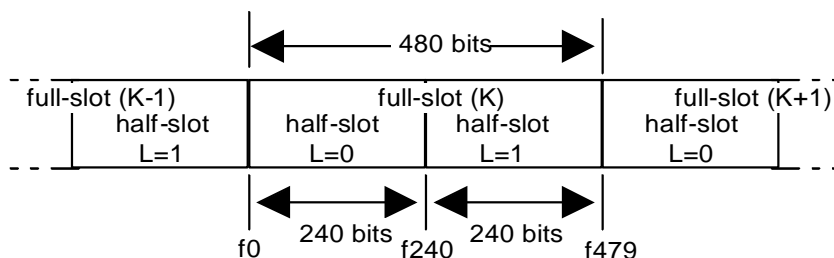 480 bits
full-slot (K-1) full-slot (K) full-slot (K+1)
half-slot half-slot half-slot half-slot
L=1 L=0 L=1 L=0
240 bits 240 bits
f0 f240 f479